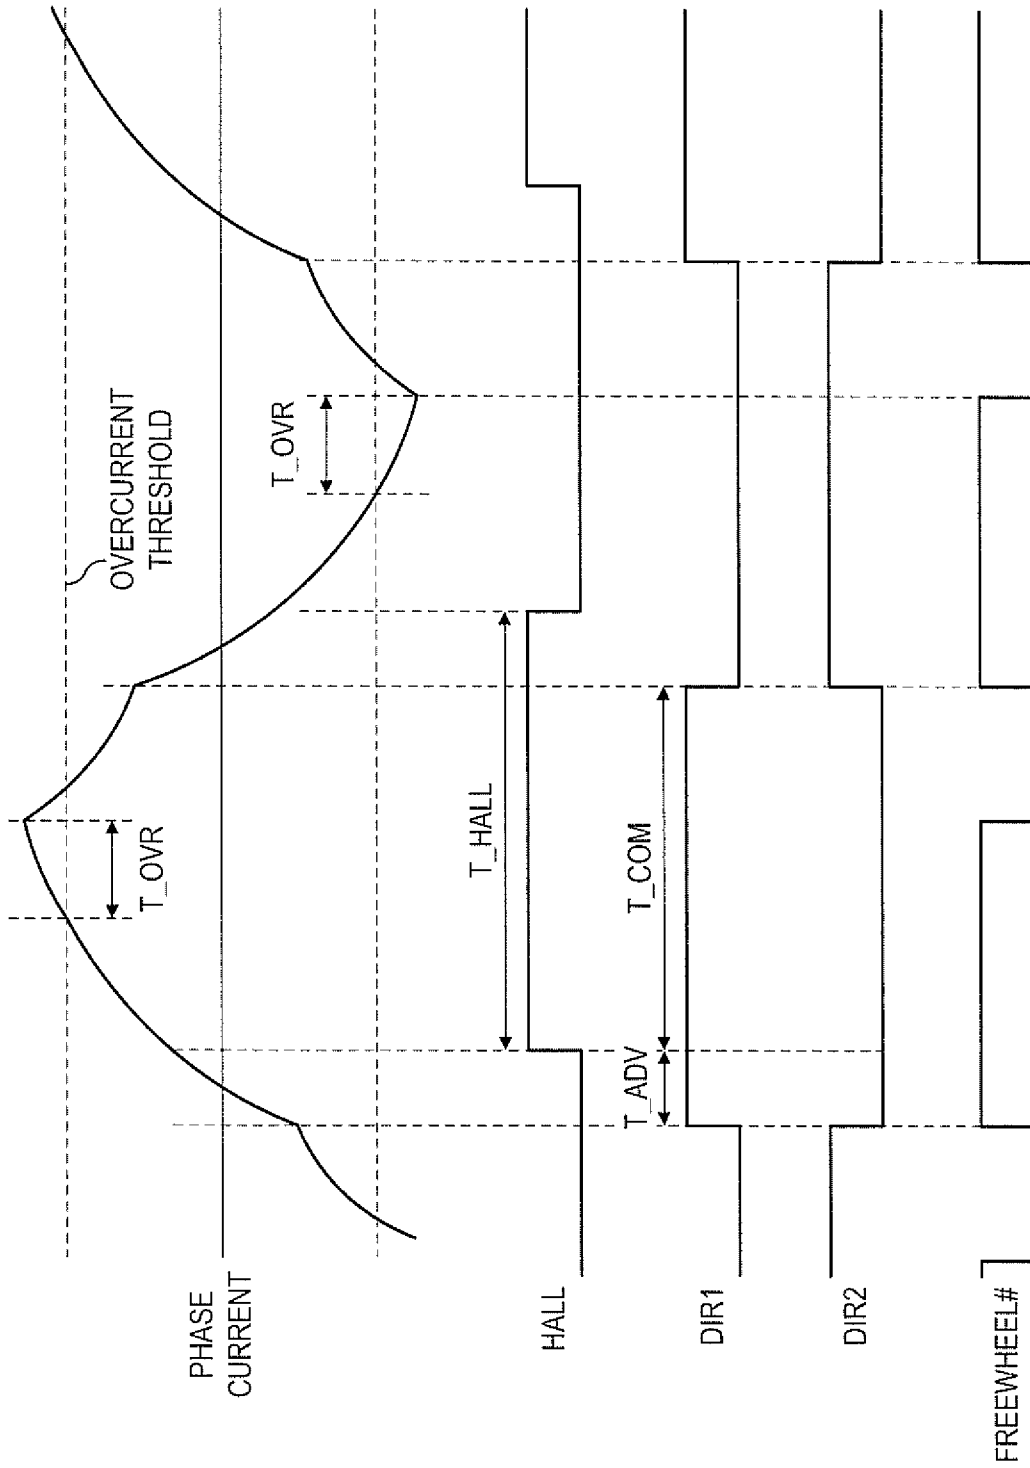 PHASE
CURRENT
OVERCURRENT
THRESHOLD
T_OVR
T_OVR
HALL
T_HALL
DIR1
T_ADV
T_COM
DIR2
FREEWHEEL#